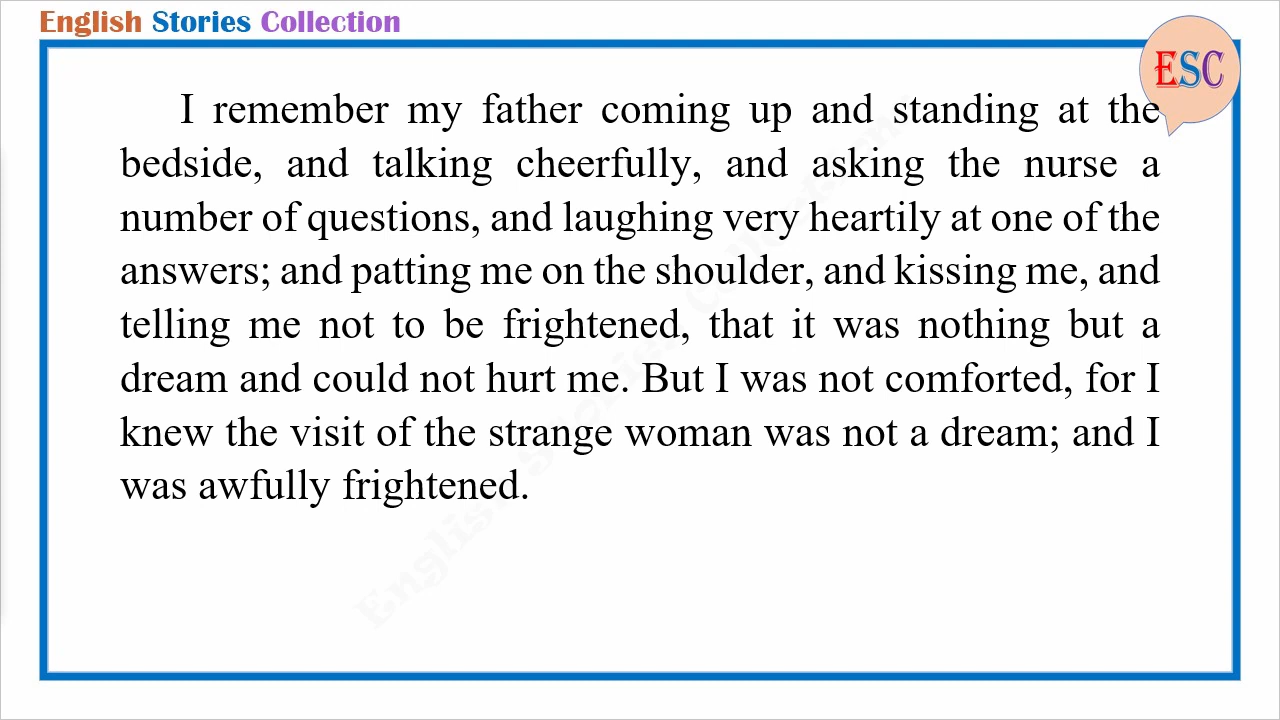 English Stories Collection
ESC
I remember my father coming up and standing at the
bedside, and talking cheerfully, and asking the nurse a
number of questions, and laughing very heartily at one of the
answers; and patting me on the shoulder, and kissing me, and
telling me not to be frightened, that it was nothing but a
dream and could not hurt me. But I was not comforted, for I
knew the visit of the strange woman was not a dream; and I
was awfully frightened.
English Stories Collection